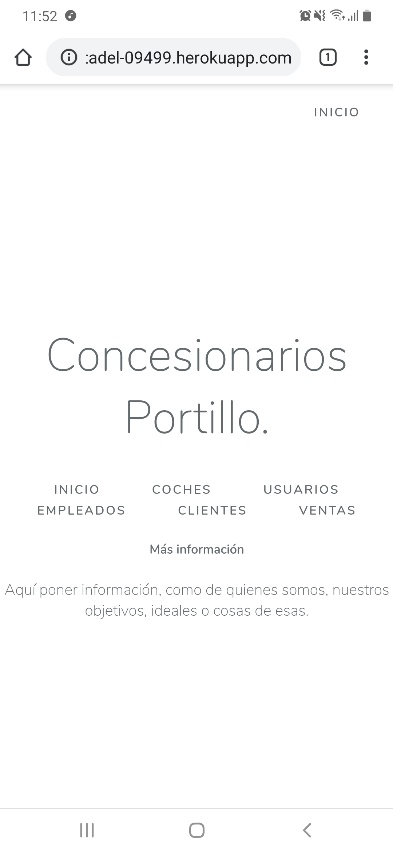 11:52
:adel-09499.herokuapp.com
1
INICIO
Concesionarios
Portillo.
INICIO COCHES USUARIOS
EMPLEADOS CLIENTES VENTAS
Más información
Aquí poner información, como de quienes somos, nuestros
objetivos, ideales o cosas de esas.